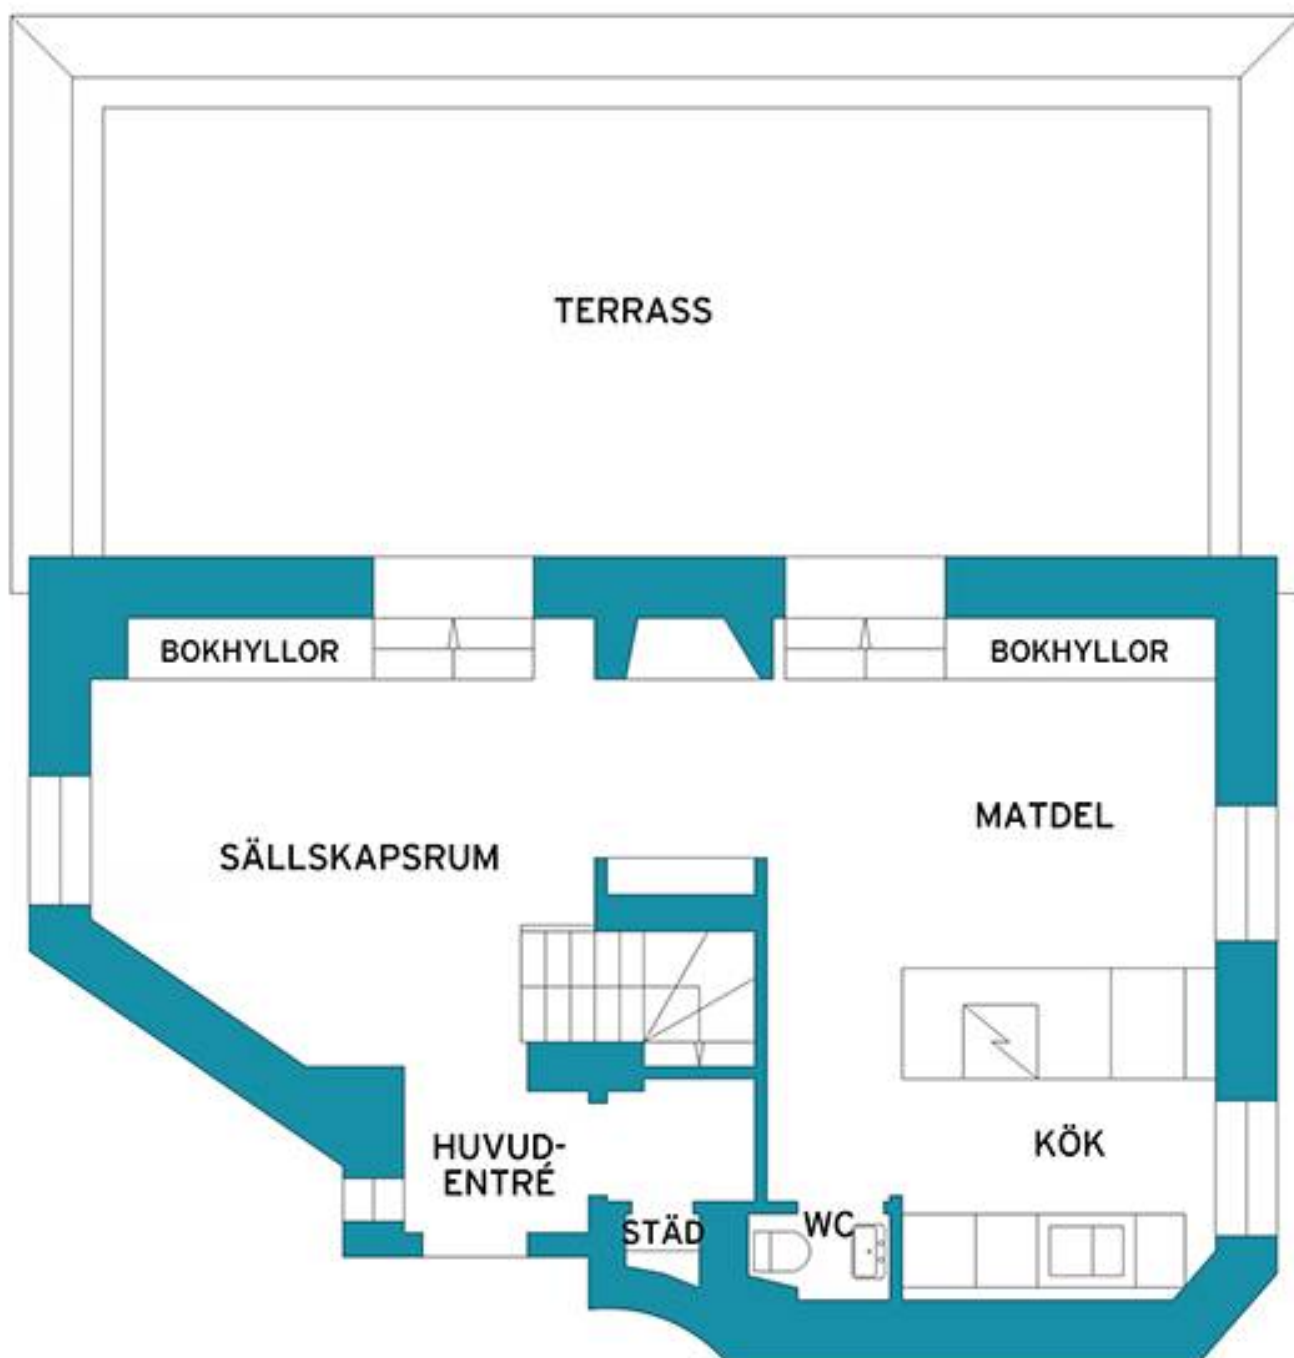 TERRASS
BOKHYLLOR
BOKHYLLOR
MATDEL
SÄLLSKAPSRUM
KÖK
HUVUD-
ENTRÉ
STÄD
WC